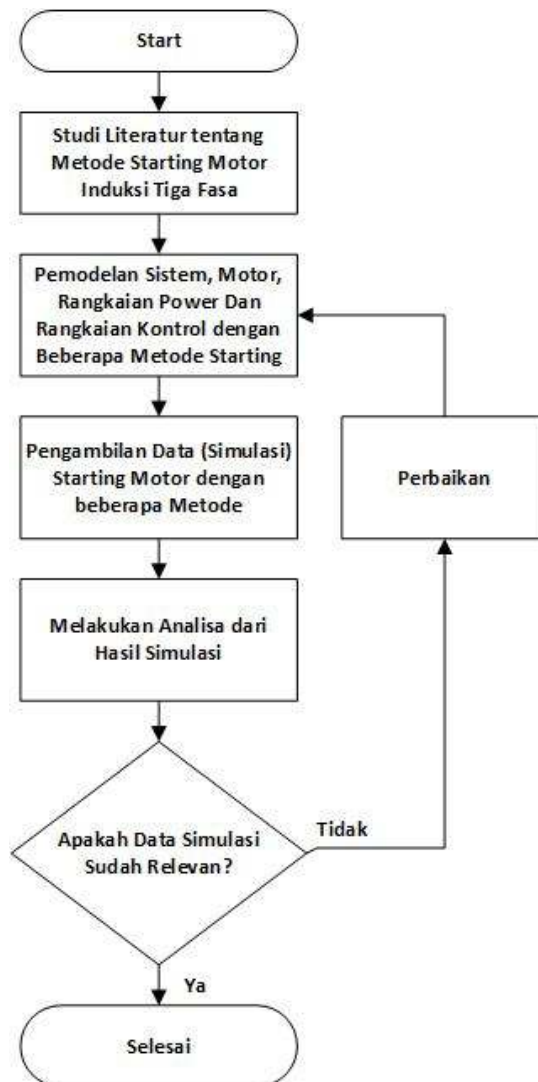 Start
Studi Literatur tentang
Metode Starting Motor
Induksi Tiga Fasa
Pemodelan Sistem, Motor,
Rangkaian Power Dan
Rangkaian Kontrol dengan
Beberapa Metode Starting
Pengambilan Data (Simulasi)
Starting Motor dengan
beberapa Metode
Perbaikan
Melakukan Analisa dari
Hasil Simulasi
Apakah Data Simulasi
Sudah Relevan?
Tidak
Ya
Selesai